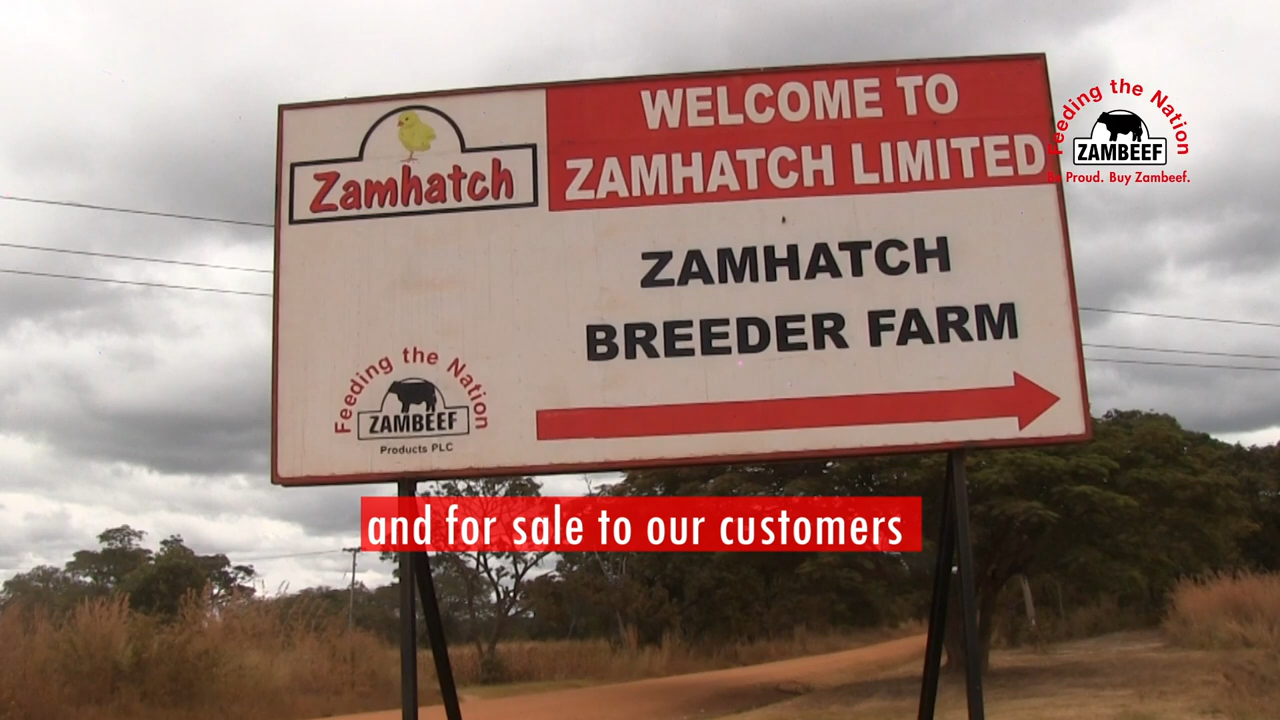 WELCOME TO
ZAMHATCH LIMITED
Zamhatch
ZAMHATCH
BREEDER FARM
Feeding the Nation
ZAMBEEF
Products PLC
Feeding the Nation
ZAMBEEF
Be Proud. Buy Zambeef.
and for sale to our customers